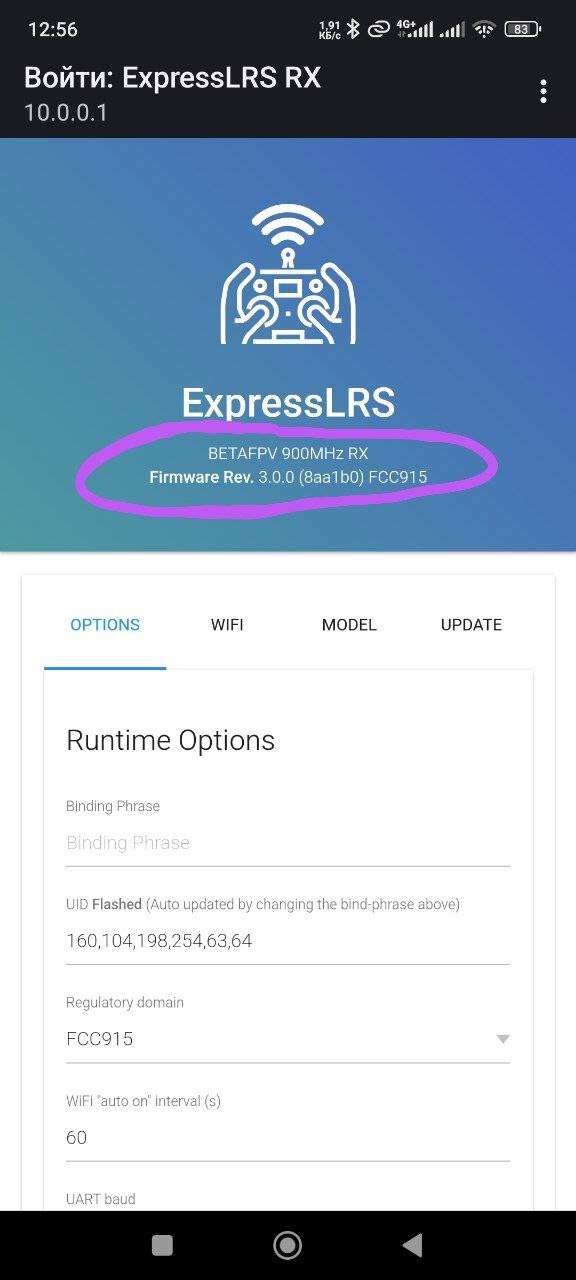 12:56
1,91
КБ/с
4G+
83
Войти: ExpressLRS RX
10.0.0.1
ExpressLRS
BETAFPV 900MHz RX
Firmware Rev. 3.0.0 (8aa1b0) FCC915
OPTIONS WIFI MODEL UPDATE
Runtime Options
Binding Phrase
Binding Phrase
UID Flashed (Auto updated by changing the bind-phrase above)
160,104,198,254,63,64
Regulatory domain
FCC915
WiFi "auto on" interval (s)
60
UART baud